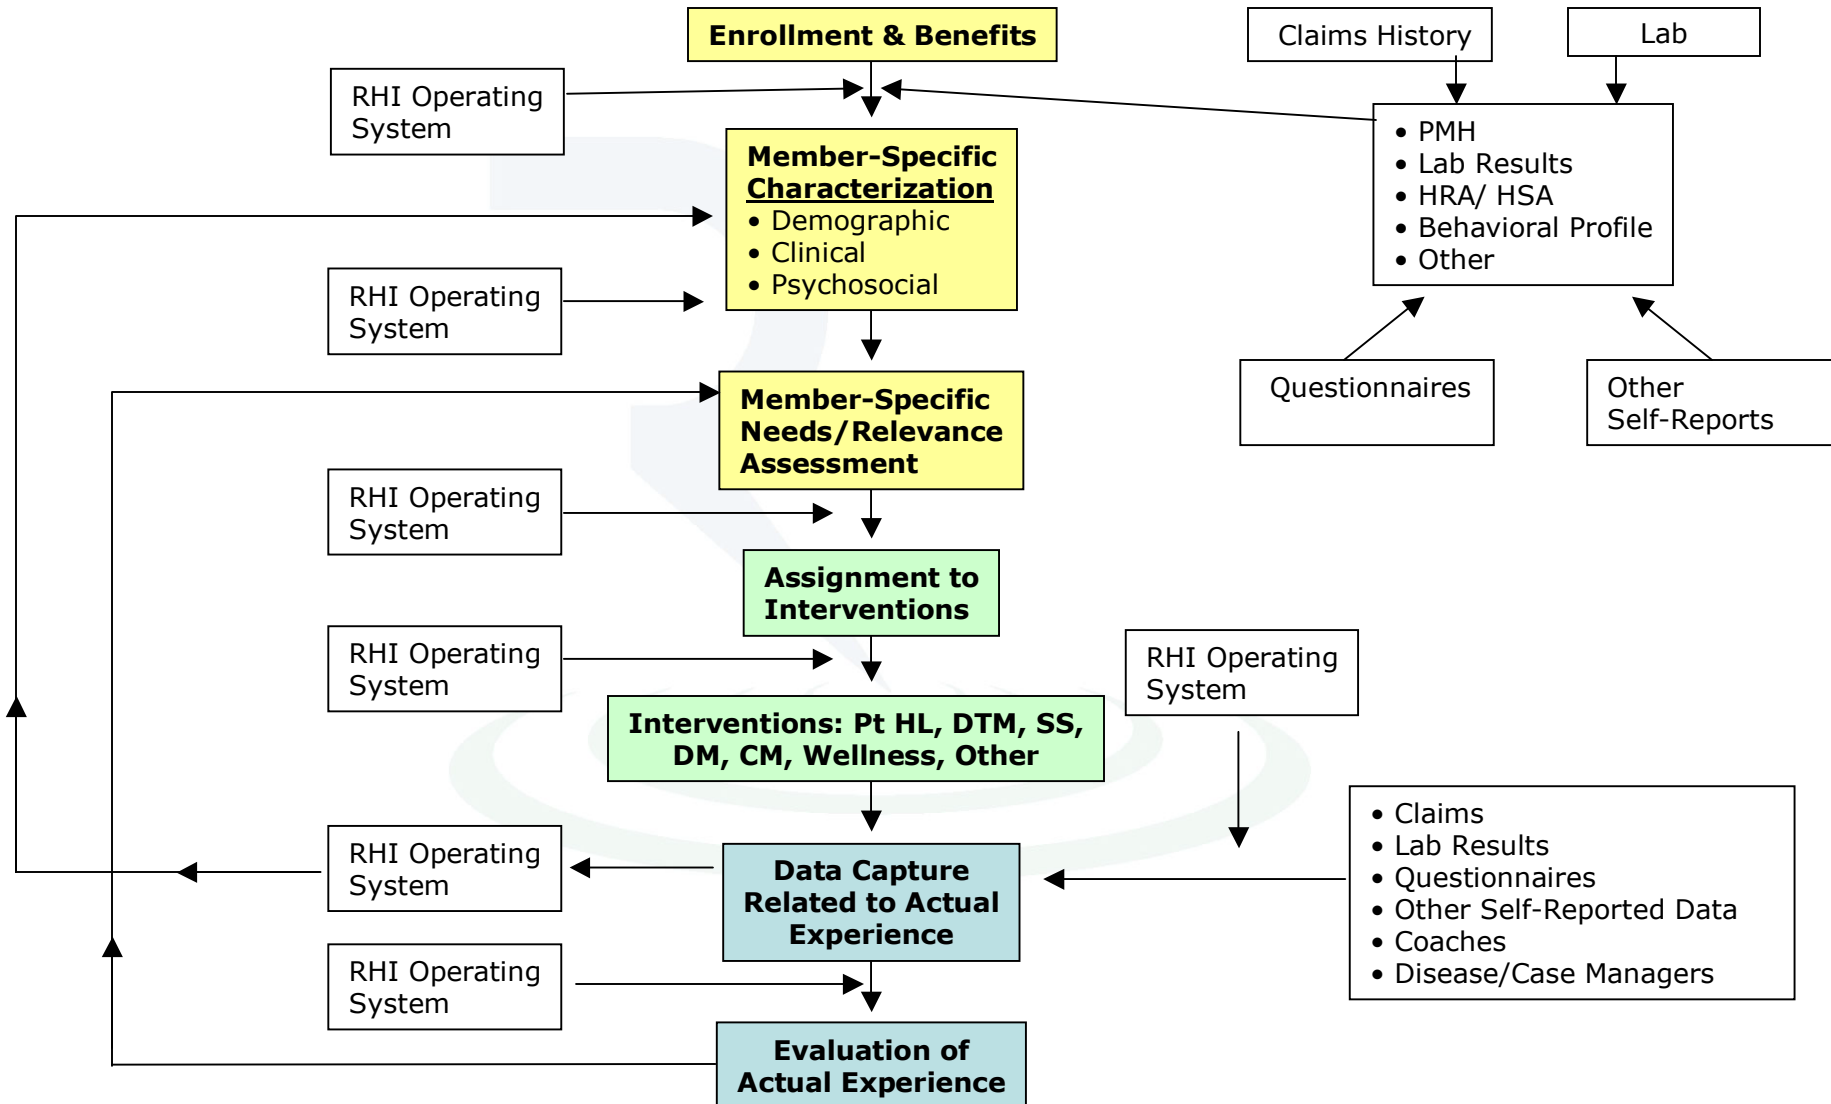 Enrollment & Benefits
Claims History
Lab
RHI Operating
System
• PMH
• Lab Results
• HRA/ HSA
• Behavioral Profile
• Other
Member-Specific
Characterization
• Demographic
• Clinical
• Psychosocial
RHI Operating
System
Questionnaires
Other
Self-Reports
Member-Specific
Needs/Relevance
Assessment
RHI Operating
System
Assignment to
Interventions
RHI Operating
System
RHI Operating
System
Interventions: Pt HL, DTM, SS,
DM, CM, Wellness, Other
• Claims
• Lab Results
• Questionnaires
• Other Self-Reported Data
• Coaches
• Disease/Case Managers
RHI Operating
System
Data Capture
Related to Actual
Experience
RHI Operating
System
Evaluation of
Actual Experience